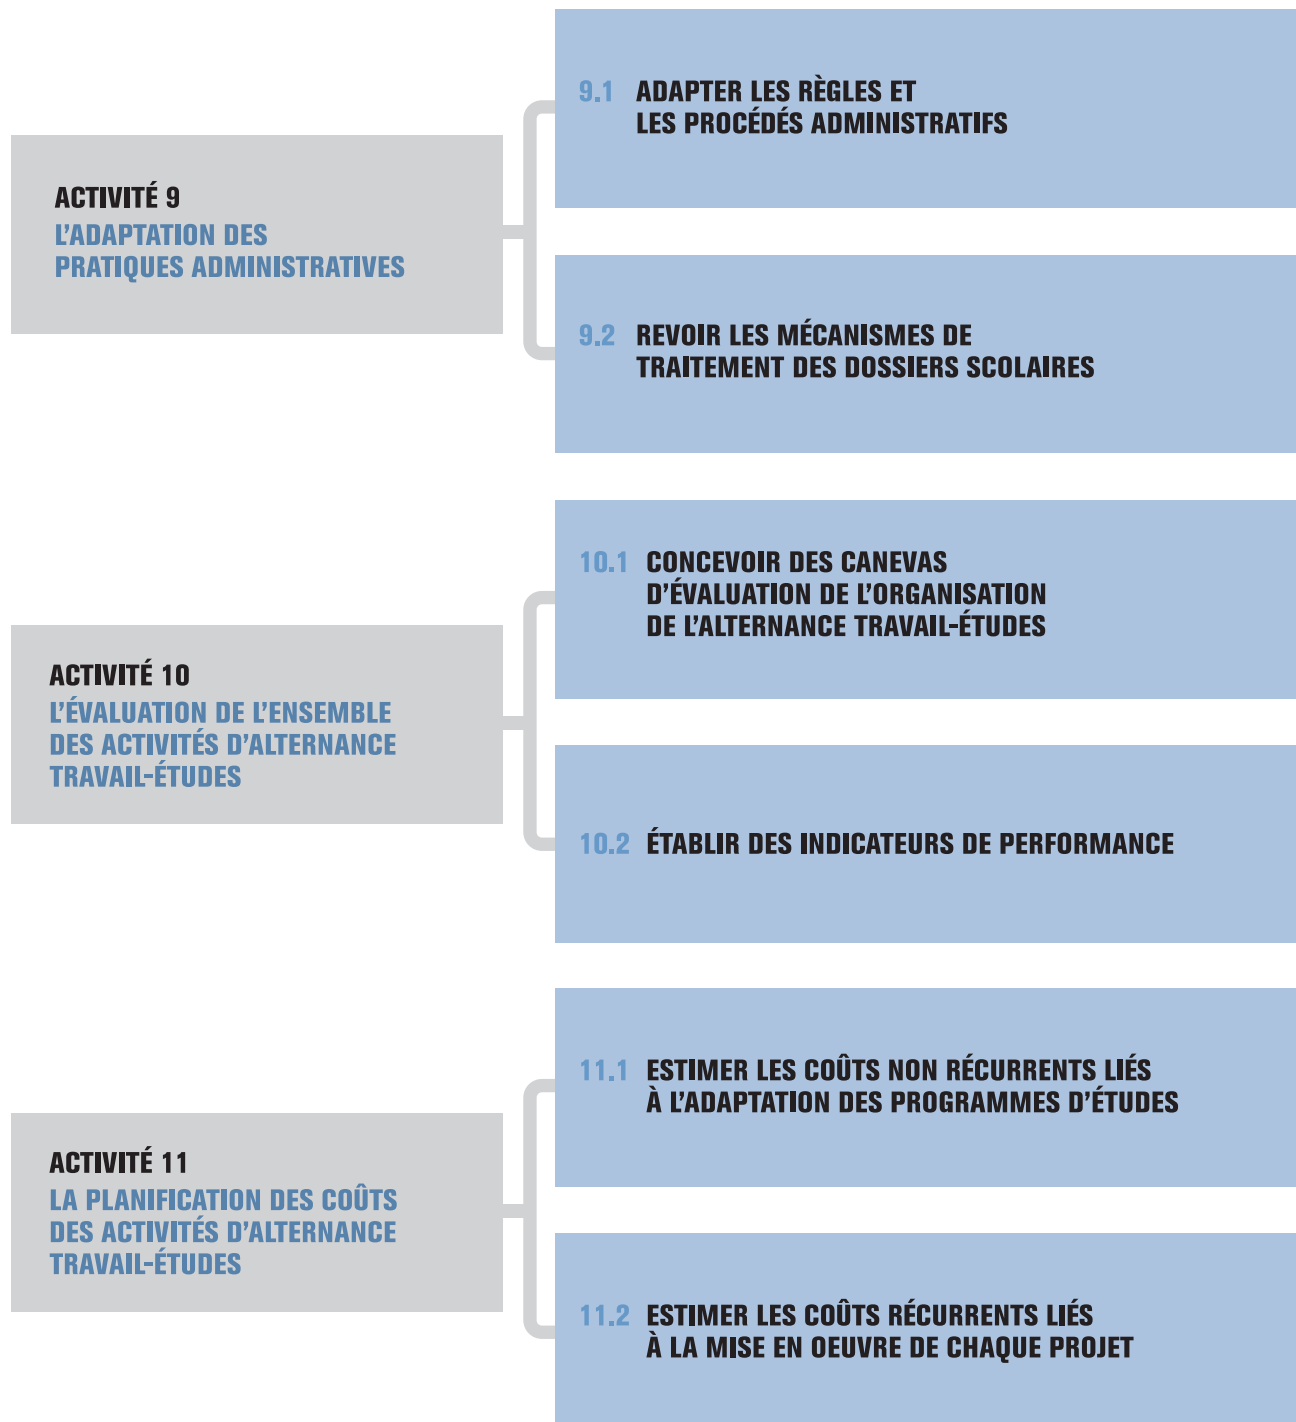 ACTIVITÉ 9
L'ADAPTATION DES
PRATIQUES ADMINISTRATIVES
9.1 ADAPTER LES RÈGLES ET
LES PROCÉDÉS ADMINISTRATIFS
9.2 REVOIR LES MÉCANISMES DE
TRAITEMENT DES DOSSIERS SCOLAIRES
ACTIVITÉ 10
L'ÉVALUATION DE L'ENSEMBLE
DES ACTIVITÉS D'ALTERNANCE
TRAVAIL-ÉTUDES
10.1 CONCEVOIR DES CANEVAS
D'ÉVALUATION DE L'ORGANISATION
DE L'ALTERNANCE TRAVAIL-ÉTUDES
10.2 ÉTABLIR DES INDICATEURS DE PERFORMANCE
ACTIVITÉ 11
LA PLANIFICATION DES COÛTS
DES ACTIVITÉS D'ALTERNANCE
TRAVAIL-ÉTUDES
11.1 ESTIMER LES COÛTS NON RÉCURRENTS LIÉS
À L'ADAPTATION DES PROGRAMMES D'ÉTUDES
11.2 ESTIMER LES COÛTS RÉCURRENTS LIÉS
À LA MISE EN OEUVRE DE CHAQUE PROJET